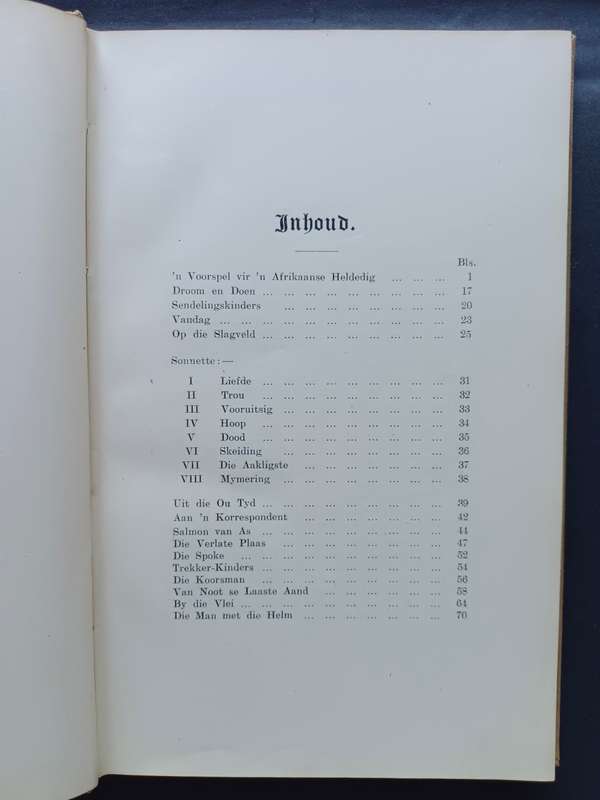 Inhoud.
Bls.
'n Voorspel vir 'n Afrikaanse Heldedig ... ... ... 1
Droom en Doen ... ... ... ... ... ... ... ... ... 17
Sendelingskinders ... ... ... ... ... ... ... ... 20
Vandag ... ... ... ... ... ... ... ... ... ... ... 23
Op die Slagveld ... ... ... ... ... ... ... ... ... 25
Sonnette:—
I Liefde ... ... ... ... ... ... ... ... ... 31
II Trou ... ... ... ... ... ... ... ... ... 32
III Vooruitsig ... ... ... ... ... ... ... ... 33
IV Hoop ... ... ... ... ... ... ... ... ... 34
V Dood ... ... ... ... ... ... ... ... ... 35
VI Skeiding ... ... ... ... ... ... ... ... 36
VII Die Aakligste ... ... ... ... ... ... ... 37
VIII Mymering ... ... ... ... ... ... ... ... 38
Uit die Ou Tyd ... ... ... ... ... ... ... ... ... 39
Aan 'n Korrespondent ... ... ... ... ... ... ... 42
Salmon van As ... ... ... ... ... ... ... ... ... 44
Die Verlate Plaas ... ... ... ... ... ... ... ... 47
Die Spoke ... ... ... ... ... ... ... ... ... ... 52
Trekker-Kinders ... ... ... ... ... ... ... ... ... 54
Die Koorsman ... ... ... ... ... ... ... ... ... 56
Van Noot se Laaste Aand ... ... ... ... ... ... 58
By die Vlei ... ... ... ... ... ... ... ... ... ... 64
Die Man met die Helm ... ... ... ... ... ... ... 70